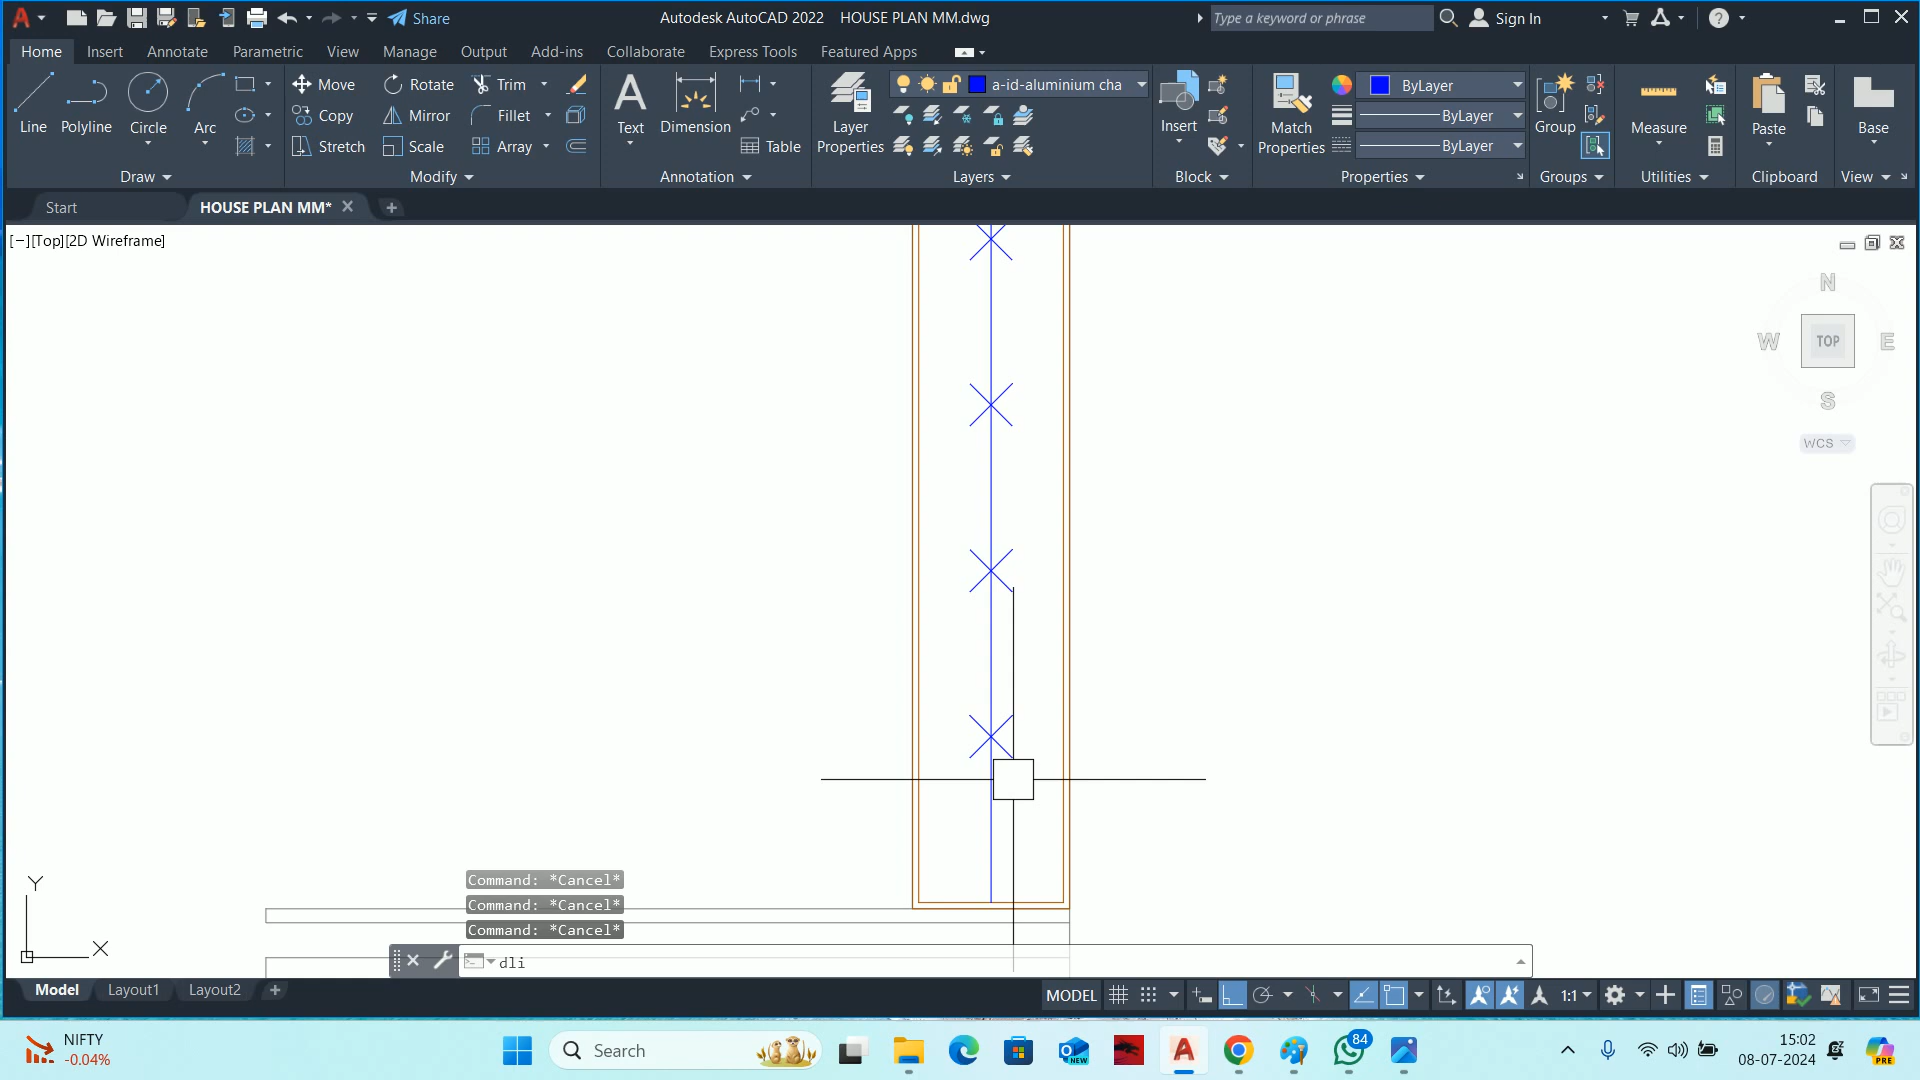 Share
Autodesk AutoCAD 2022 HOUSE PLAN MM.dwg
Type a keyword or phrase
Sign In
Home Insert Annotate Parametric View Manage Output Add-ins Collaborate Express Tools Featured Apps
Line Polyline Circle Arc
Move Rotate Trim
Copy Mirror Fillet
Stretch Scale Array
Text Dimension Table
Layer Properties
a-id-aluminium cha
Insert
Match Properties
ByLayer
ByLayer
ByLayer
Group Measure Paste Base
Draw Modify Annotation Layers Block Properties Groups Utilities Clipboard View
Start HOUSE PLAN MM*
[−][Top][2D Wireframe]
N
W TOP E
S
WCS
Y
X
Command: *Cancel*
Command: *Cancel*
Command: *Cancel*
dli
Model Layout1 Layout2
MODEL 1:1
NIFTY
-0.04%
Search
NEW
84
15:02
08-07-2024
PRE